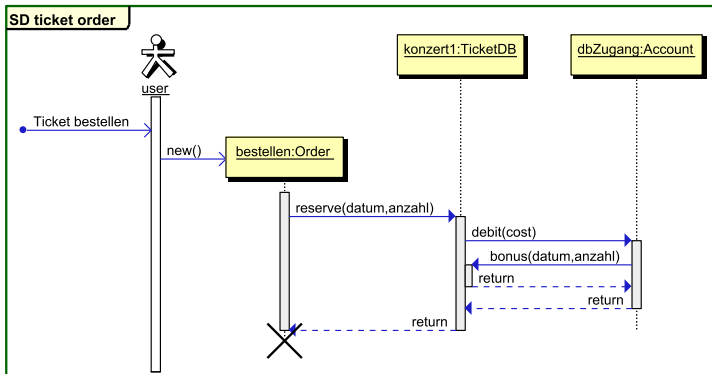 SD ticket order
konzert1:TicketDB
dbZugang:Account
user
Ticket bestellen
new()
bestellen:Order
reserve(datum,anzahl)
debit(cost)
bonus(datum,anzahl)
return
return
return